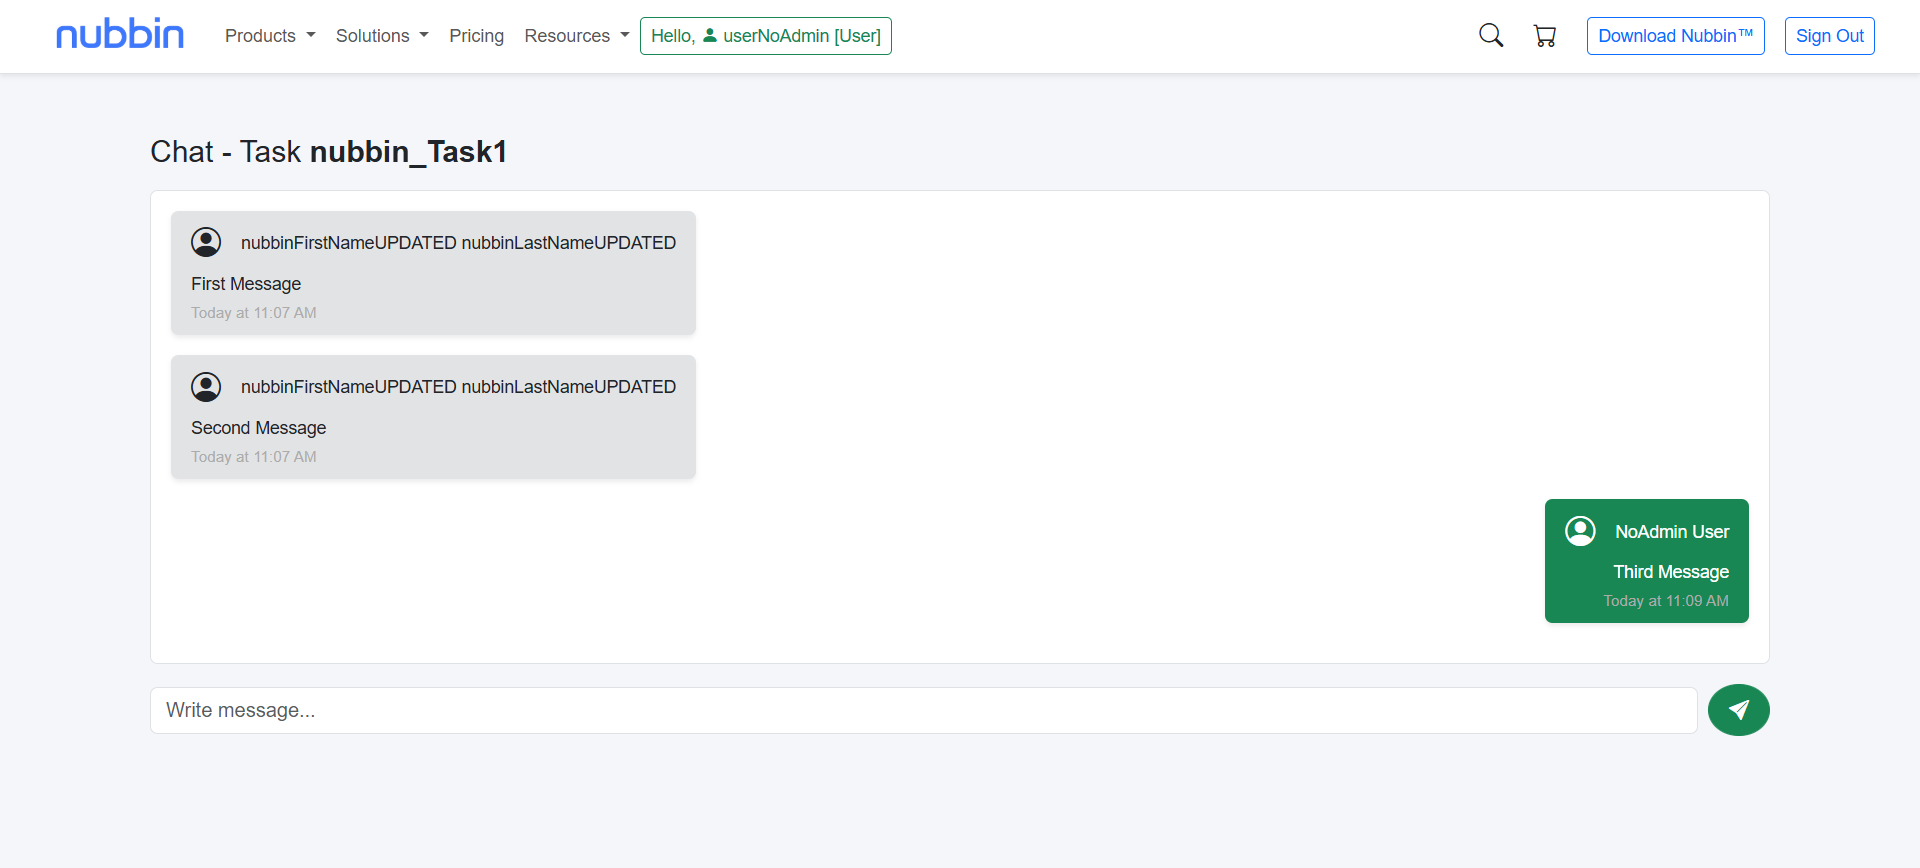 nubbin Products Solutions Pricing Resources Hello, userNoAdmin [User] Download Nubbin™ Sign Out
Chat - Task nubbin_Task1
nubbinFirstNameUPDATED nubbinLastNameUPDATED
First Message
Today at 11:07 AM
nubbinFirstNameUPDATED nubbinLastNameUPDATED
Second Message
Today at 11:07 AM
NoAdmin User
Third Message
Today at 11:09 AM
Write message...